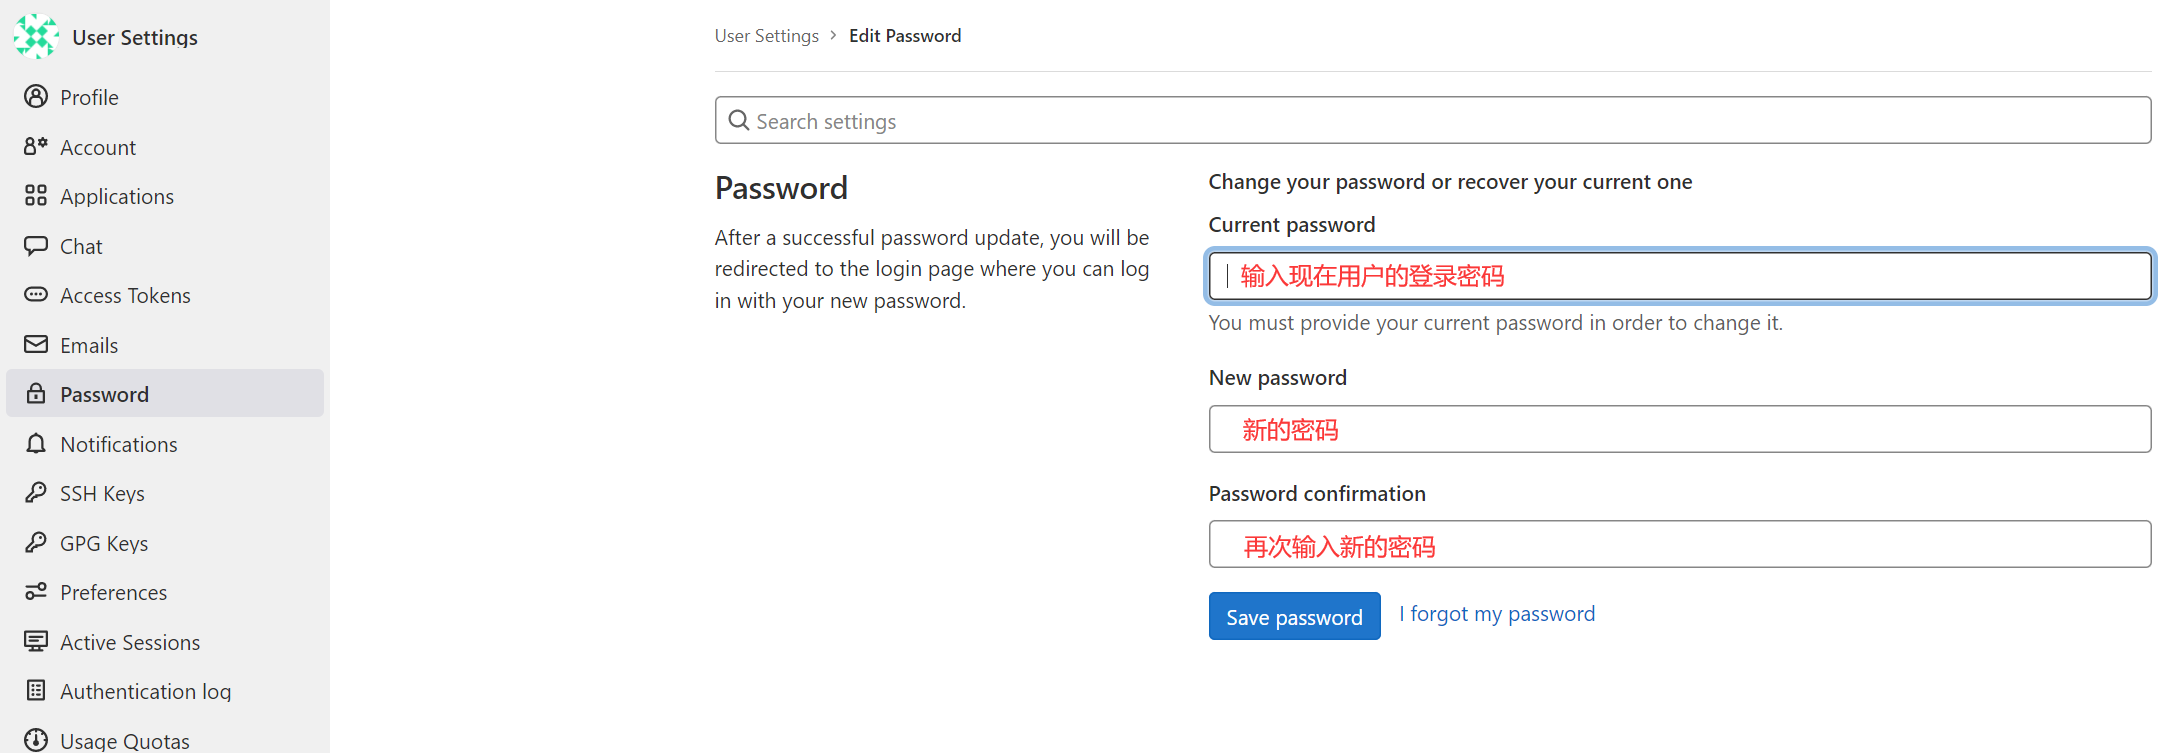 User Settings
Profile
Account
Applications
Chat
Access Tokens
Emails
Password
Notifications
SSH Keys
GPG Keys
Preferences
Active Sessions
Authentication log
Usage Quotas
User Settings › Edit Password
Search settings
Password
After a successful password update, you will be
redirected to the login page where you can log
in with your new password.
Change your password or recover your current one
Current password
输入现在用户的登录密码
You must provide your current password in order to change it.
New password
新的密码
Password confirmation
再次输入新的密码
Save password I forgot my password